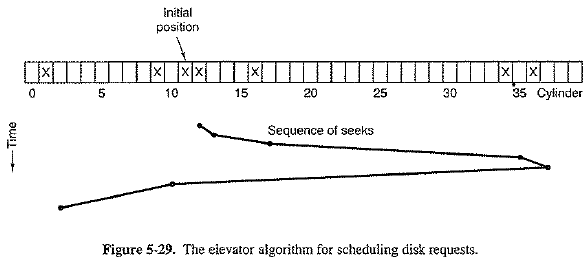 Initial
position
X X X X X X X
0 5 10 15 20 25 30 35 Cylinder
Time
Sequence of seeks
Figure 5-29. The elevator algorithm for scheduling disk requests.